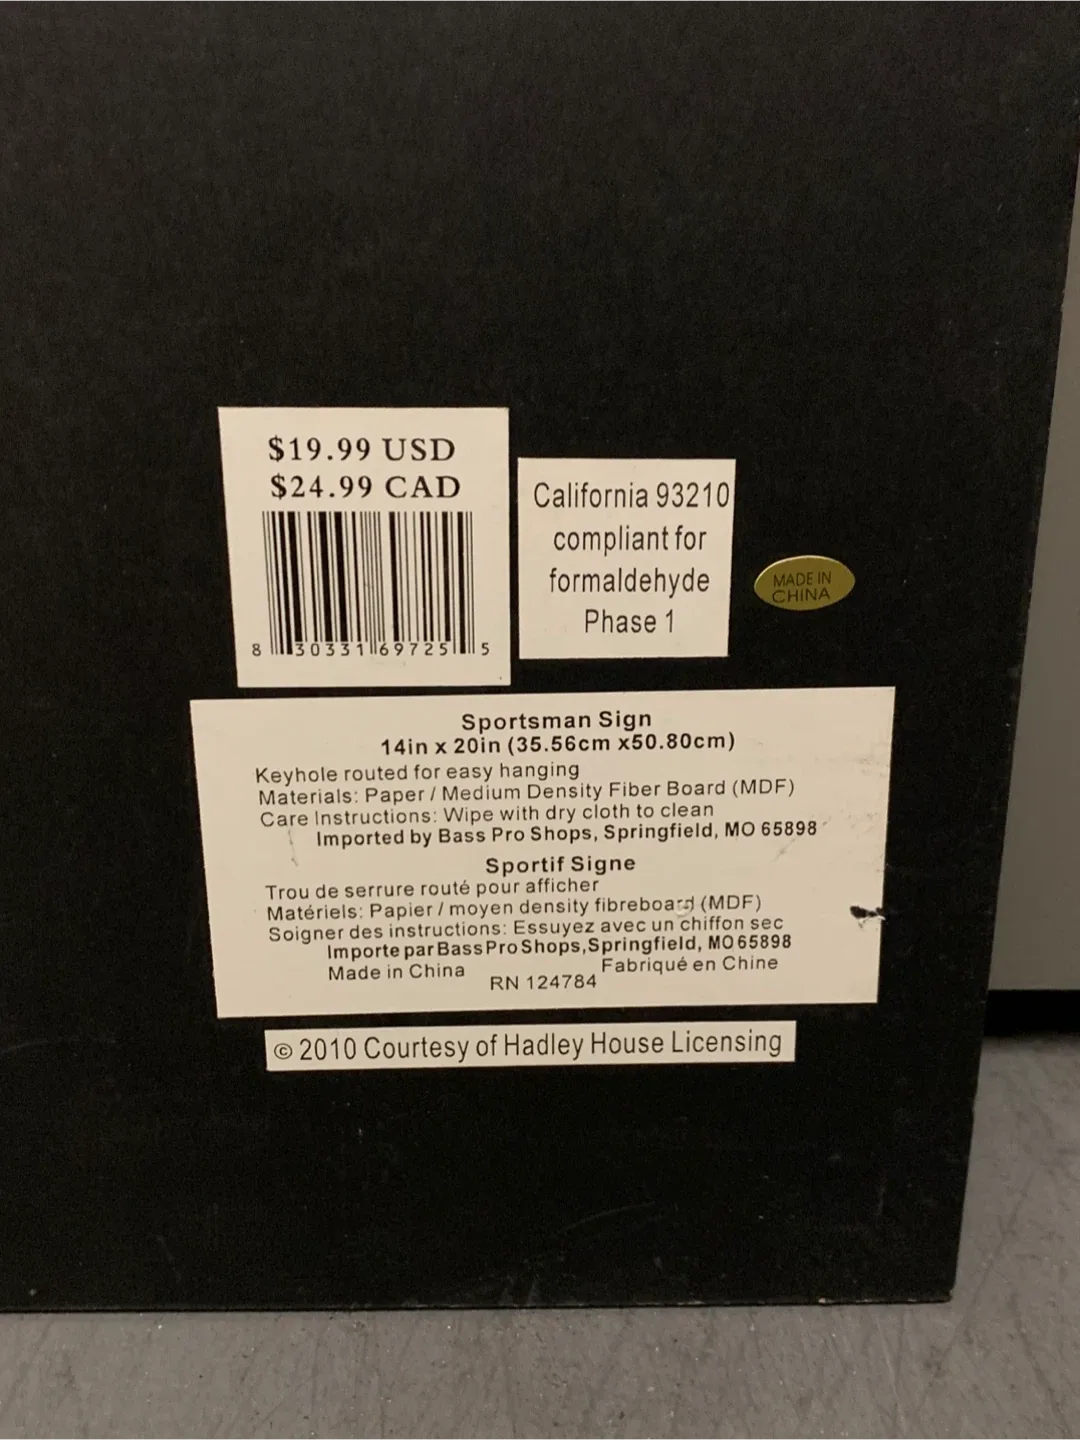 $19.99 USD
$24.99 CAD
8 30331 69725 5
California 93210
compliant for
formaldehyde
Phase 1
MADE IN
CHINA
Sportsman Sign
14in x 20in (35.56cm x50.80cm)
Keyhole routed for easy hanging
Materials: Paper / Medium Density Fiber Board (MDF)
Care Instructions: Wipe with dry cloth to clean
Imported by Bass Pro Shops, Springfield, MO 65898
Sportif Signe
Trou de serrure routé pour afficher
Matériels: Papier / moyen density fibreboard (MDF)
Soigner des instructions: Essuyez avec un chiffon sec
Importe par Bass Pro Shops, Springfield, MO 65898
Made in China Fabriqué en Chine
RN 124784
© 2010 Courtesy of Hadley House Licensing